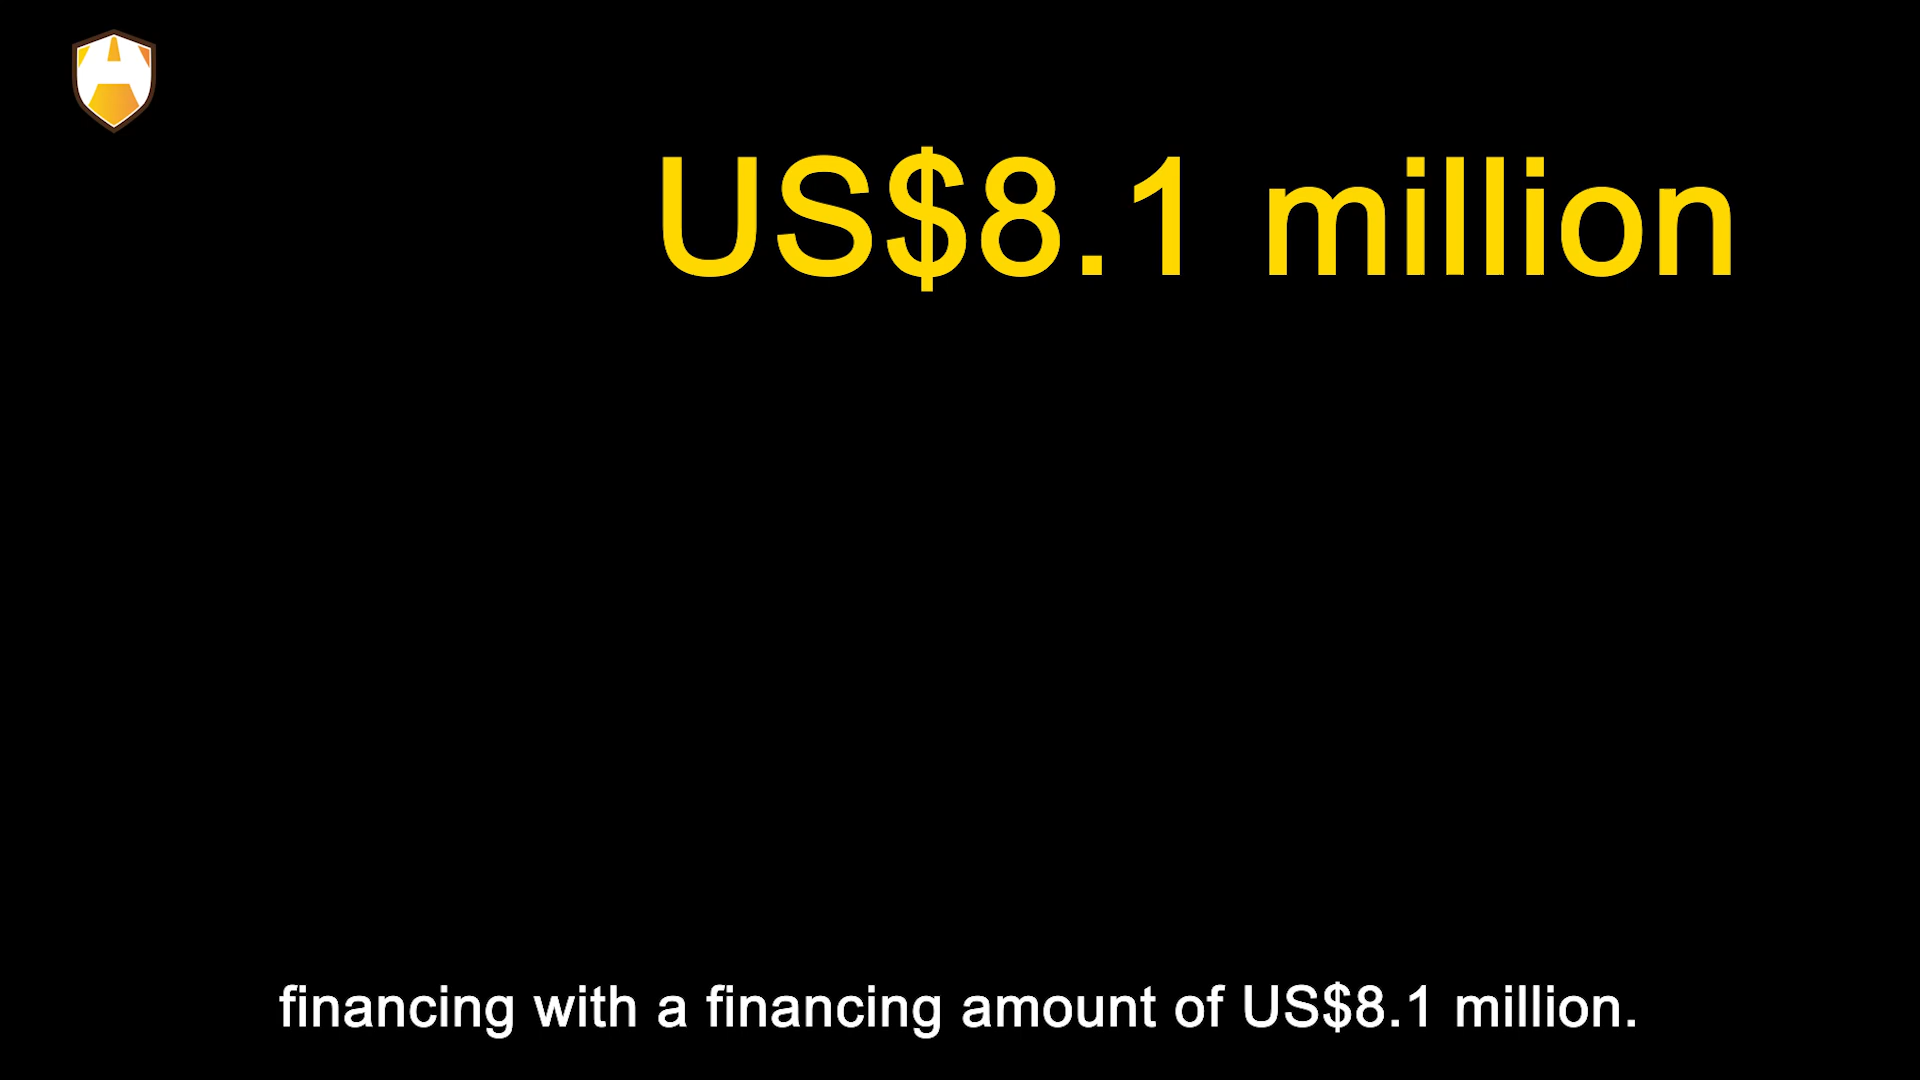 US$8.1 million
financing with a financing amount of US$8.1 million.